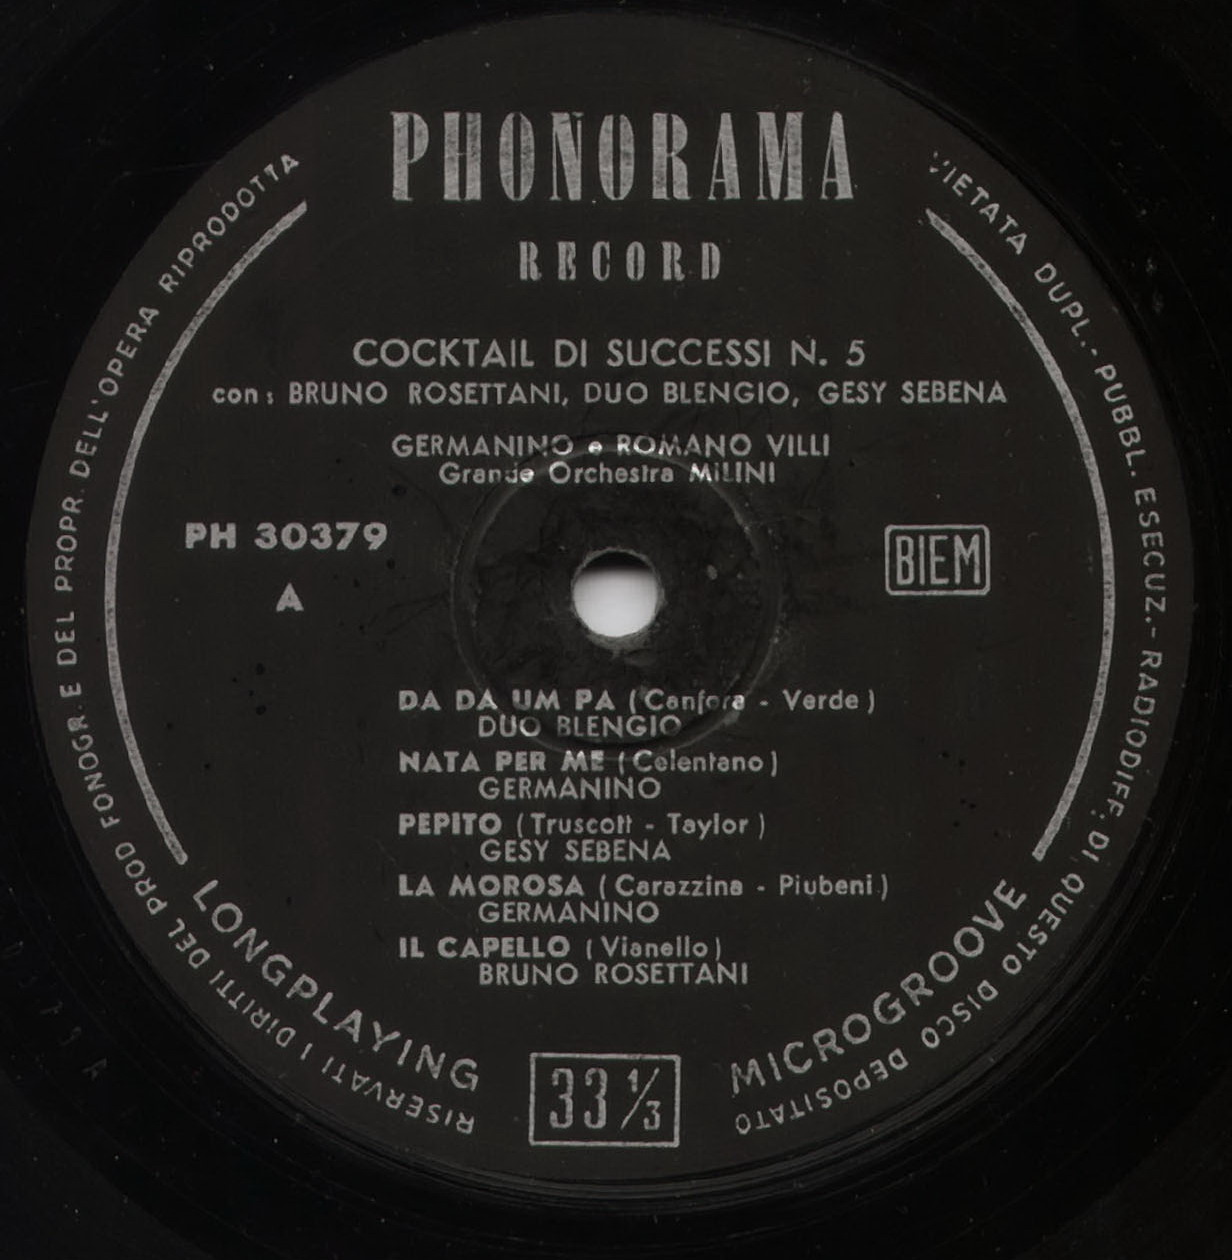 PHONORAMA
RECORD
COCKTAIL DI SUCCESSI N. 5
con: BRUNO ROSETTANI, DUO BLENGIO, GESY SEBENA
GERMANINO e ROMANO VILLI
Grande Orchestra MILINI
PH 30379
A
BIEM
DA DA UM PA (Canfora - Verde)
DUO BLENGIO
NATA PER ME (Celentano)
GERMANINO
PEPITO (Truscott - Taylor)
GESY SEBENA
LA MOROSA (Carazzina - Piubeni)
GERMANINO
IL CAPELLO (Vianello)
BRUNO ROSETTANI
LONGPLAYING
33 1/3
MICROGROOVE
RISERVATI I DIRITTI DEL PROD FONOGR. E DEL PROPR. DELL'OPERA RIPRODOTTA
VIETATA DUPL.- PUBBL. ESECUZ.- RADIODIFF. DI QUESTO DISCO DEPOSITATO